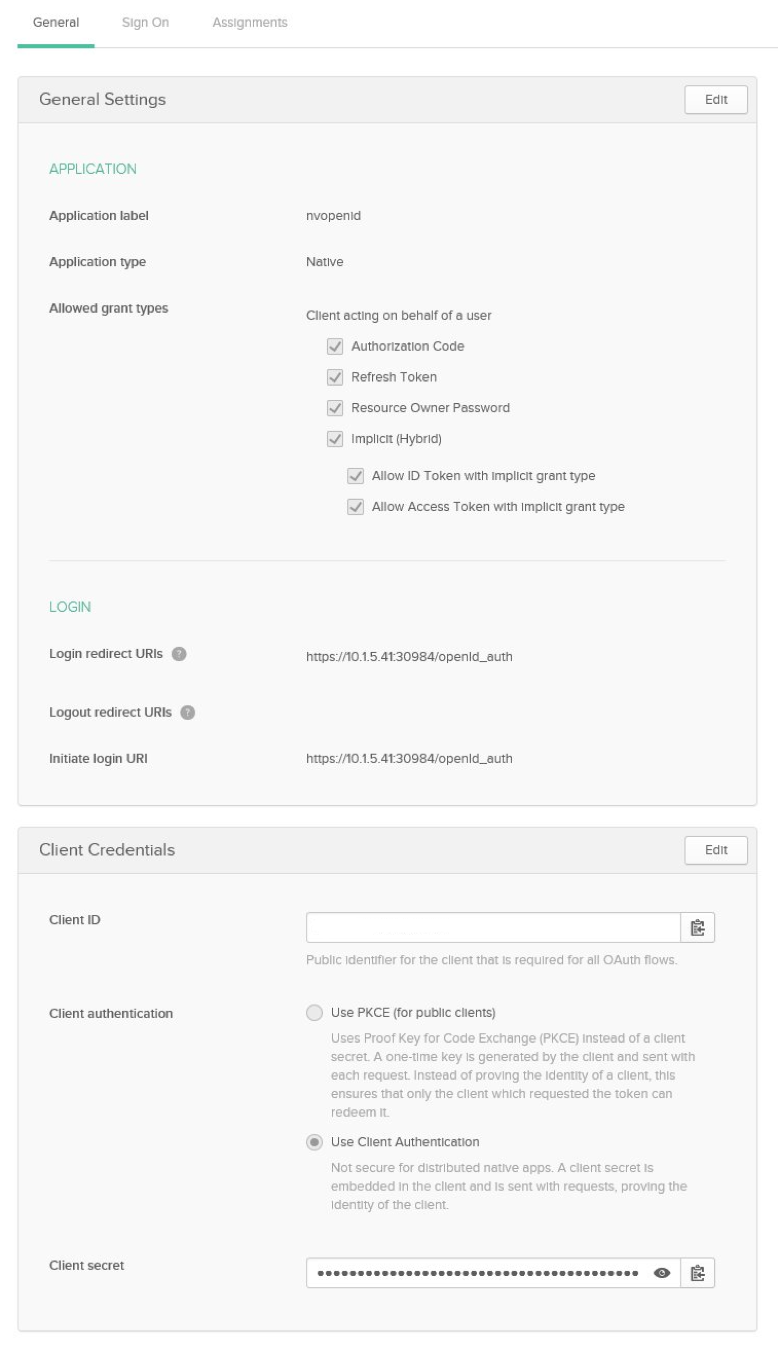 General Sign On Assignments
General Settings Edit
APPLICATION
Application label nvopenid
Application type Native
Allowed grant types
Client acting on behalf of a user
Authorization Code
Refresh Token
Resource Owner Password
Implicit (Hybrid)
Allow ID Token with implicit grant type
Allow Access Token with implicit grant type
LOGIN
Login redirect URIs ? https://10.1.5.41:30984/openId_auth
Logout redirect URIs ?
Initiate login URI https://10.1.5.41:30984/openId_auth
Client Credentials Edit
Client ID
Public identifier for the client that is required for all OAuth flows.
Client authentication Use PKCE (for public clients)
Uses Proof Key for Code Exchange (PKCE) instead of a client
secret. A one-time key is generated by the client and sent with
each request. Instead of proving the identity of a client, this
ensures that only the client which requested the token can
redeem it.
Use Client Authentication
Not secure for distributed native apps. A client secret is
embedded in the client and is sent with requests, proving the
identity of the client.
Client secret